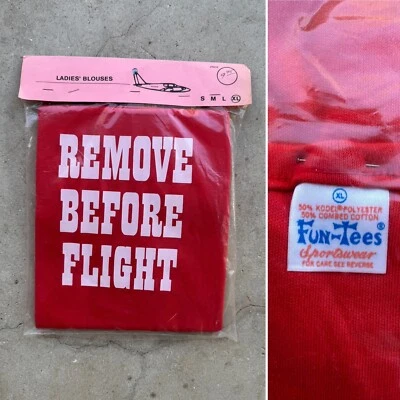 LADIES' BLOUSES
S M L XL
REMOVE
BEFORE
FLIGHT
XL
50% KODEL® POLYESTER
50% COMBED COTTON
FUN-TEES®
Sportswear
FOR CARE SEE REVERSE